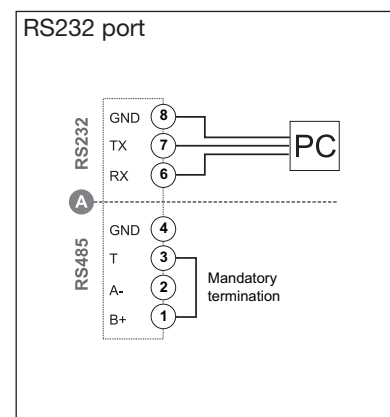 RS232 port
RS232
GND 8
TX 7
RX 6
PC
A
RS485
GND 4
T 3
A- 2
B+ 1
Mandatory
termination